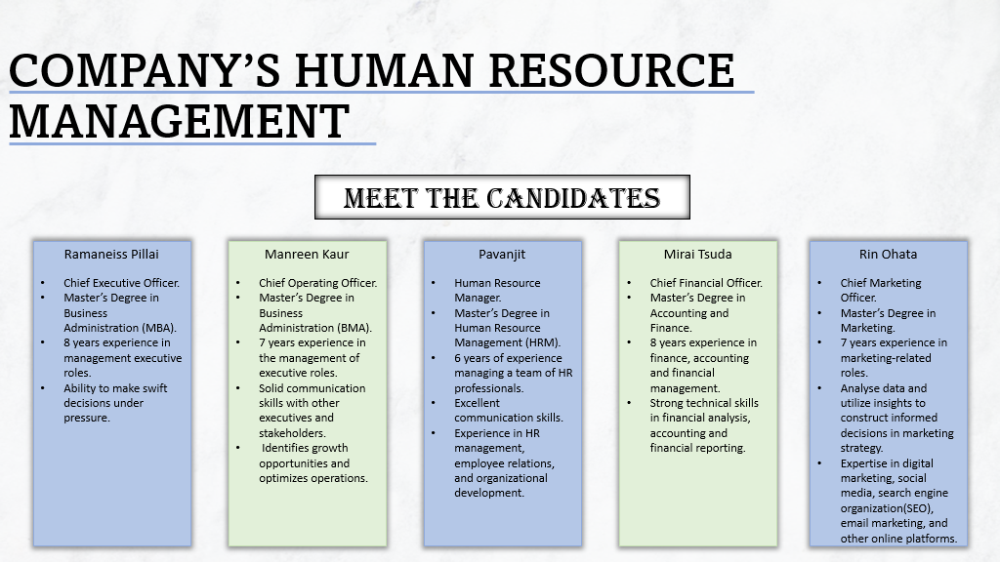 COMPANY’S HUMAN RESOURCE
MANAGEMENT
MEET THE CANDIDATES
Ramaneiss Pillai
• Chief Executive Officer.
• Master’s Degree in
Business
Administration (MBA).
• 8 years experience in
management executive
roles.
• Ability to make swift
decisions under
pressure.
Manreen Kaur
• Chief Operating Officer.
• Master’s Degree in
Business
Administration (BMA).
• 7 years experience in
the management of
executive roles.
• Solid communication
skills with other
executives and
stakeholders.
• Identifies growth
opportunities and
optimizes operations.
Pavanjit
• Human Resource
Manager.
• Master’s Degree in
Human Resource
Management (HRM).
• 6 years of experience
managing a team of HR
professionals.
• Excellent
communication skills.
• Experience in HR
management,
employee relations,
and organizational
development.
Mirai Tsuda
• Chief Financial Officer.
• Master’s Degree in
Accounting and
Finance.
• 8 years experience in
finance, accounting
and financial
management.
• Strong technical skills
in financial analysis,
accounting and
financial reporting.
Rin Ohata
• Chief Marketing
Officer.
• Master’s Degree in
Marketing.
• 7 years experience in
marketing-related
roles.
• Analyse data and
utilize insights to
construct informed
decisions in marketing
strategy.
• Expertise in digital
marketing, social
media, search engine
organization(SEO),
email marketing, and
other online platforms.